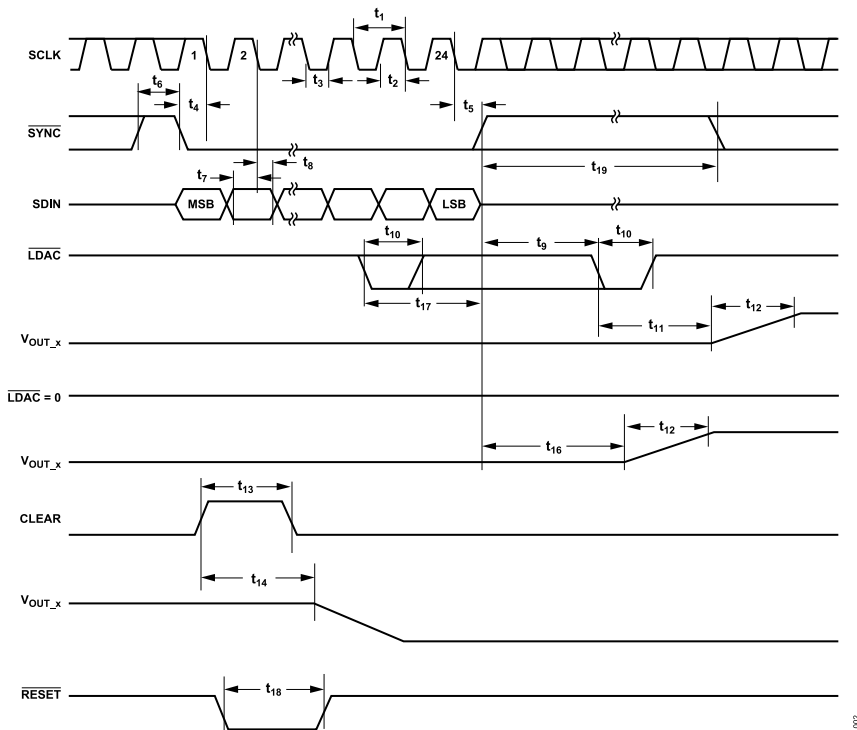 t1
SCLK
1
2
24
t3
t2
t6
t4
t5
SYNC
t19
t7
t8
SDIN
MSB
LSB
t10
t9
t10
LDAC
t17
t11
t12
VOUT_x
LDAC = 0
t12
t16
VOUT_x
t13
CLEAR
t14
VOUT_x
t18
RESET
002